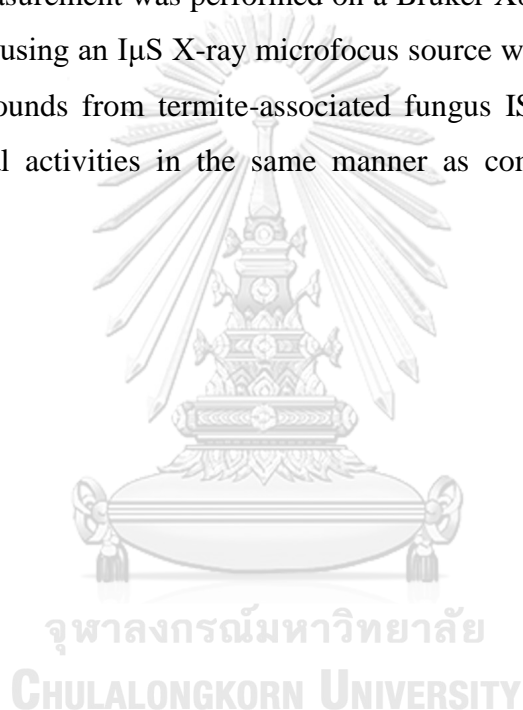 asurement was performed on a Bruker X
using an IμS X-ray microfocus source w
ounds from termite-associated fungus IS
l activities in the same manner as cor
จุฬาลงกรณ์มหาวิทยาลัย
CHULALONGKORN UNIVERSITY